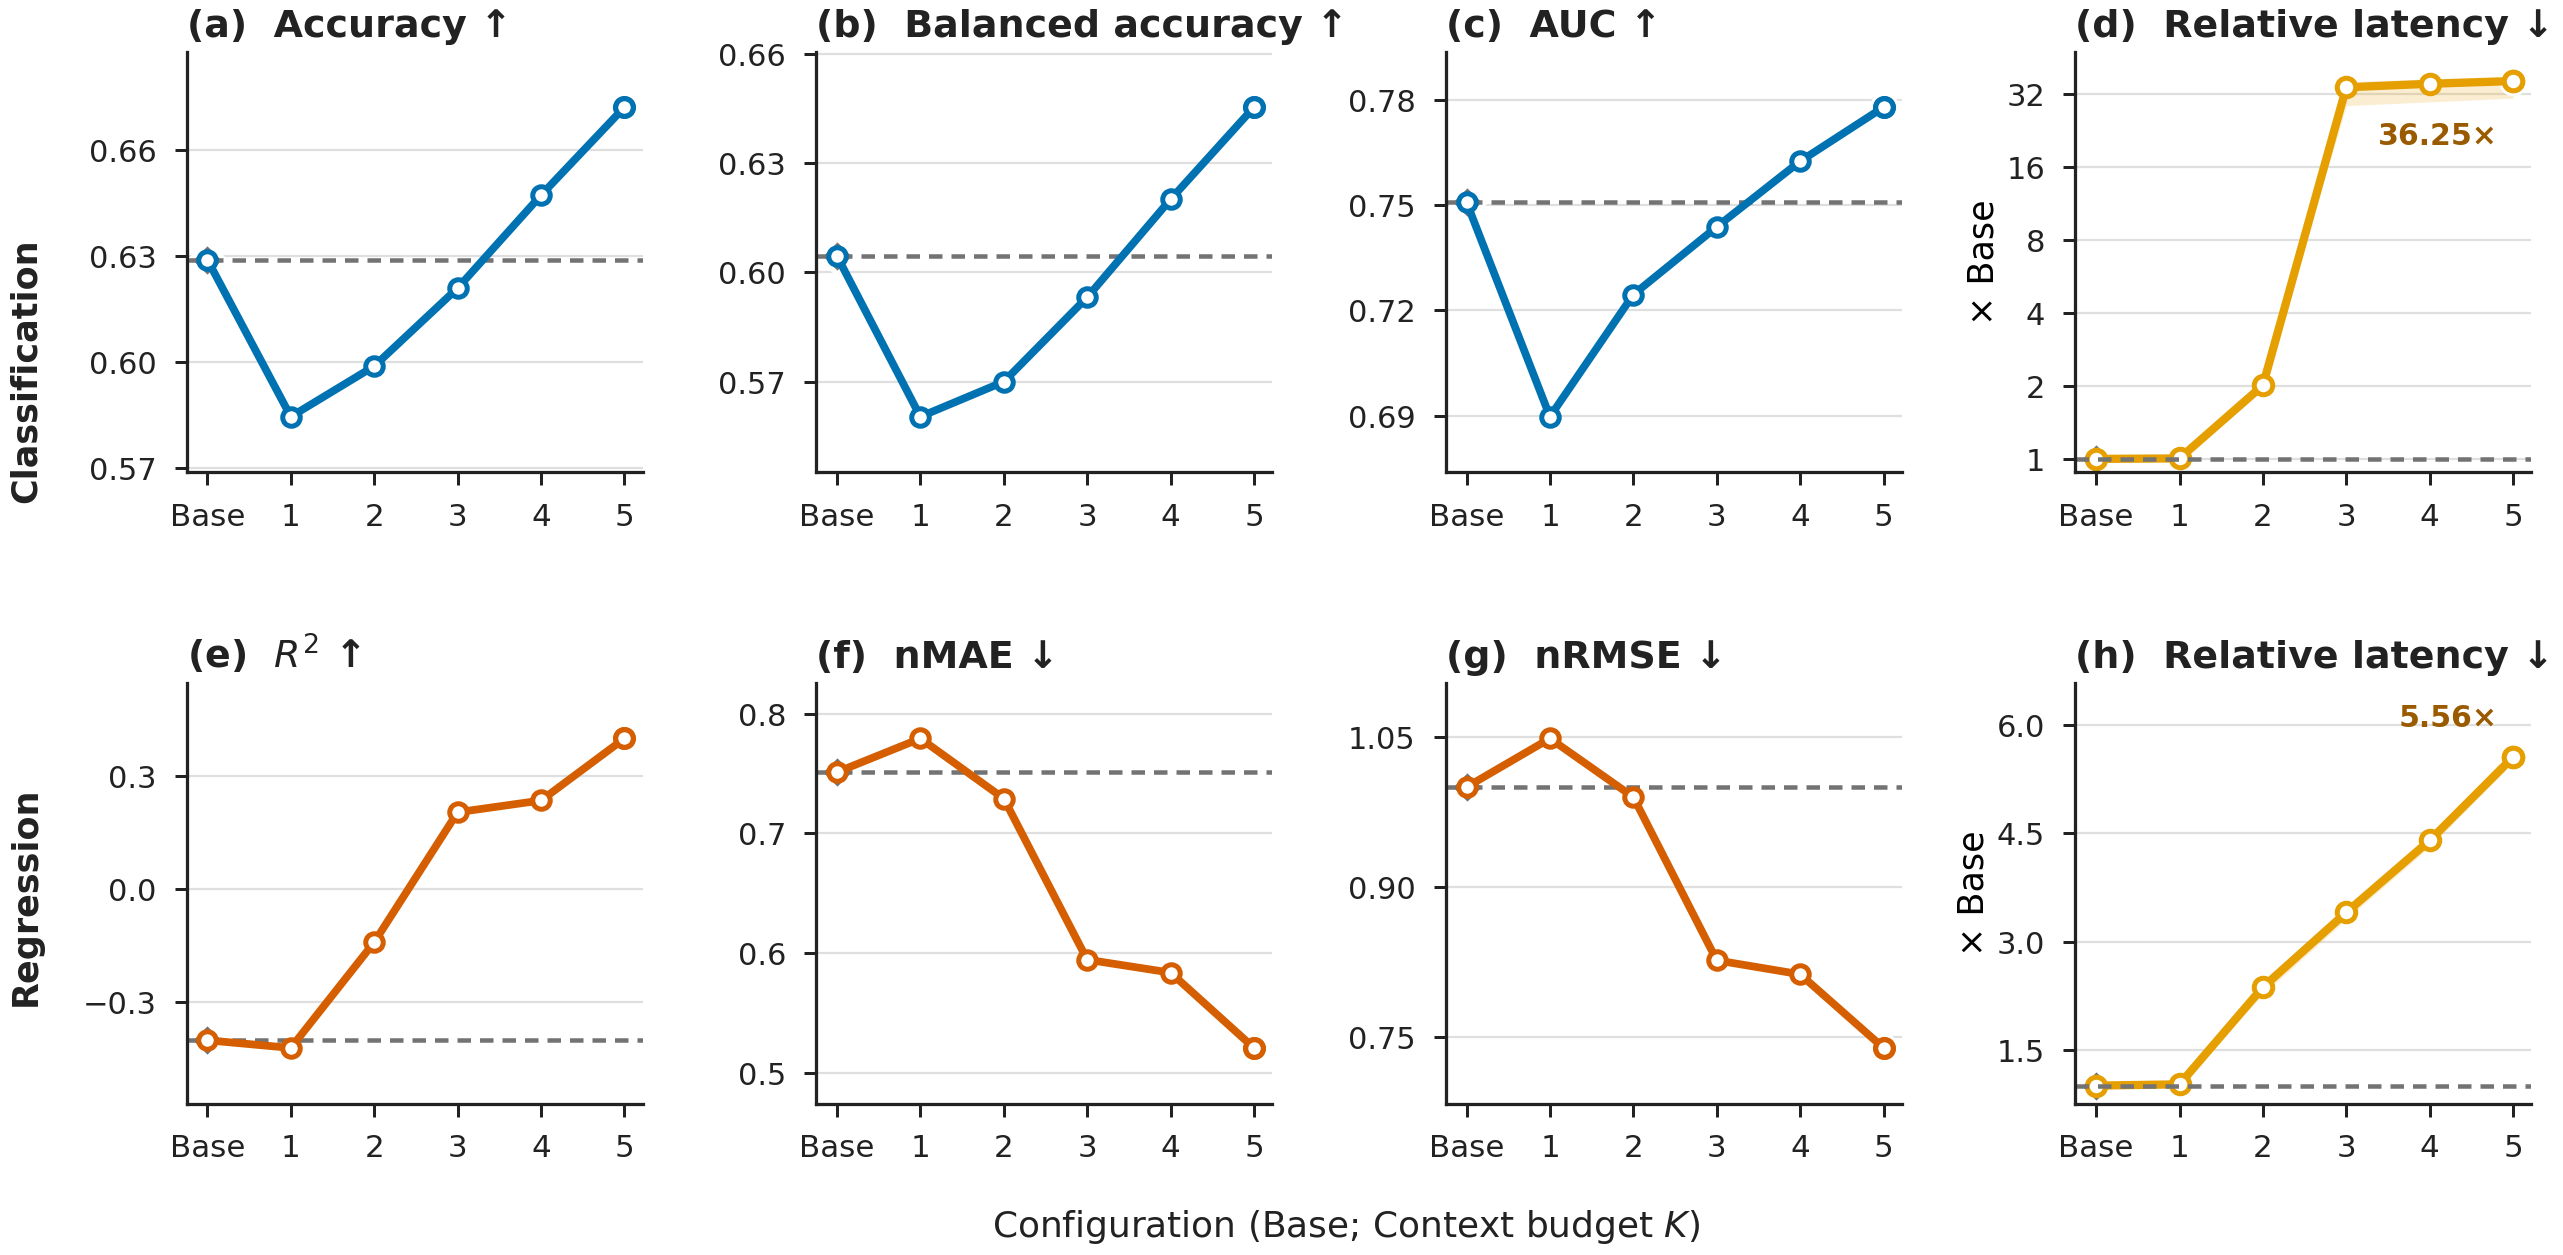 (a) Accuracy ↑
(b) Balanced accuracy ↑
(c) AUC ↑
(d) Relative latency ↓
Classification
0.66
0.63
0.60
0.57
Base 1 2 3 4 5
0.66
0.63
0.60
0.57
Base 1 2 3 4 5
0.78
0.75
0.72
0.69
Base 1 2 3 4 5
× Base
32
16
8
4
2
1
36.25×
Base 1 2 3 4 5
(e) R² ↑
(f) nMAE ↓
(g) nRMSE ↓
(h) Relative latency ↓
Regression
0.3
0.0
−0.3
Base 1 2 3 4 5
0.8
0.7
0.6
0.5
Base 1 2 3 4 5
1.05
0.90
0.75
Base 1 2 3 4 5
× Base
6.0
4.5
3.0
1.5
5.56×
Base 1 2 3 4 5
Configuration (Base; Context budget K)